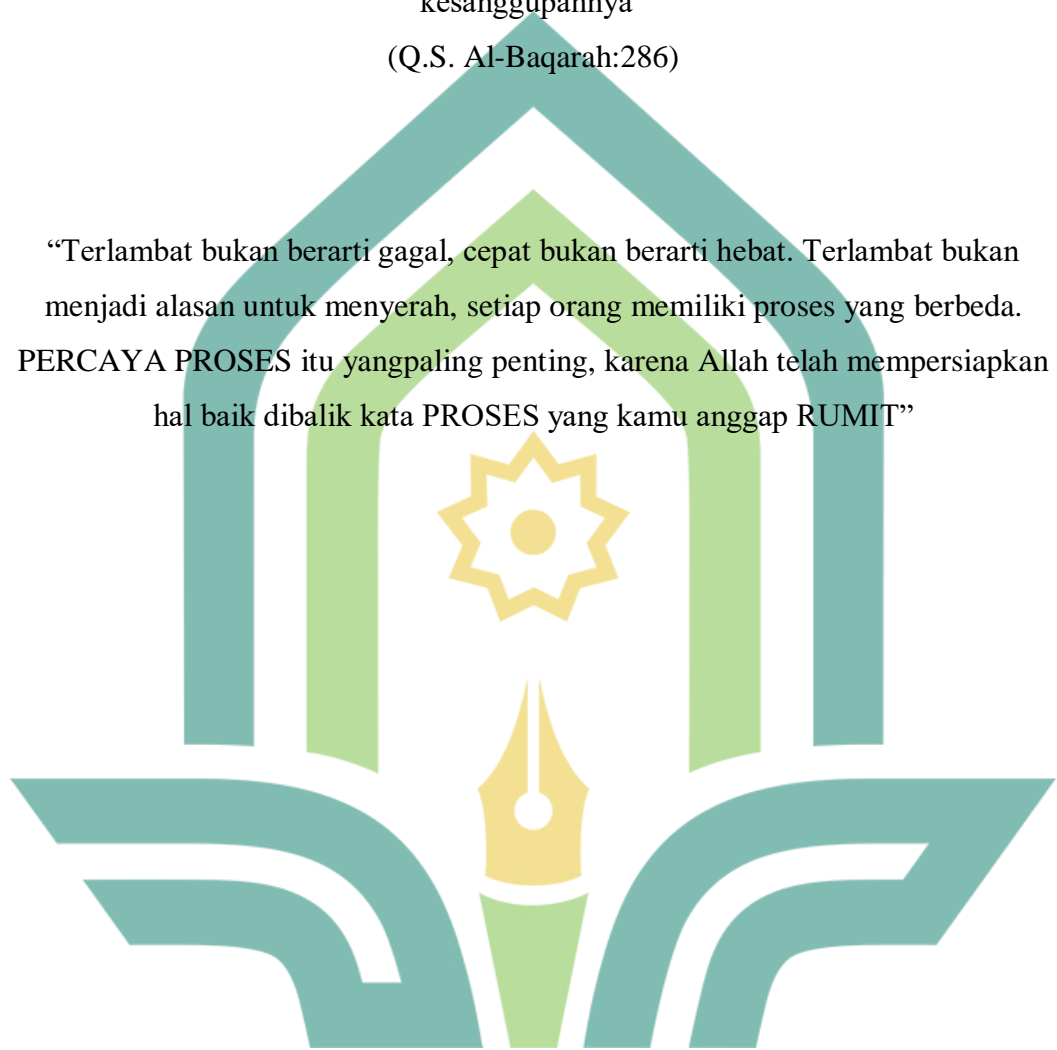 kesanggupannya
(Q.S. Al-Baqarah:286)
“Terlambat bukan berarti gagal, cepat bukan berarti hebat. Terlambat bukan
menjadi alasan untuk menyerah, setiap orang memiliki proses yang berbeda.
PERCAYA PROSES itu yangpaling penting, karena Allah telah mempersiapkan
hal baik dibalik kata PROSES yang kamu anggap RUMIT”